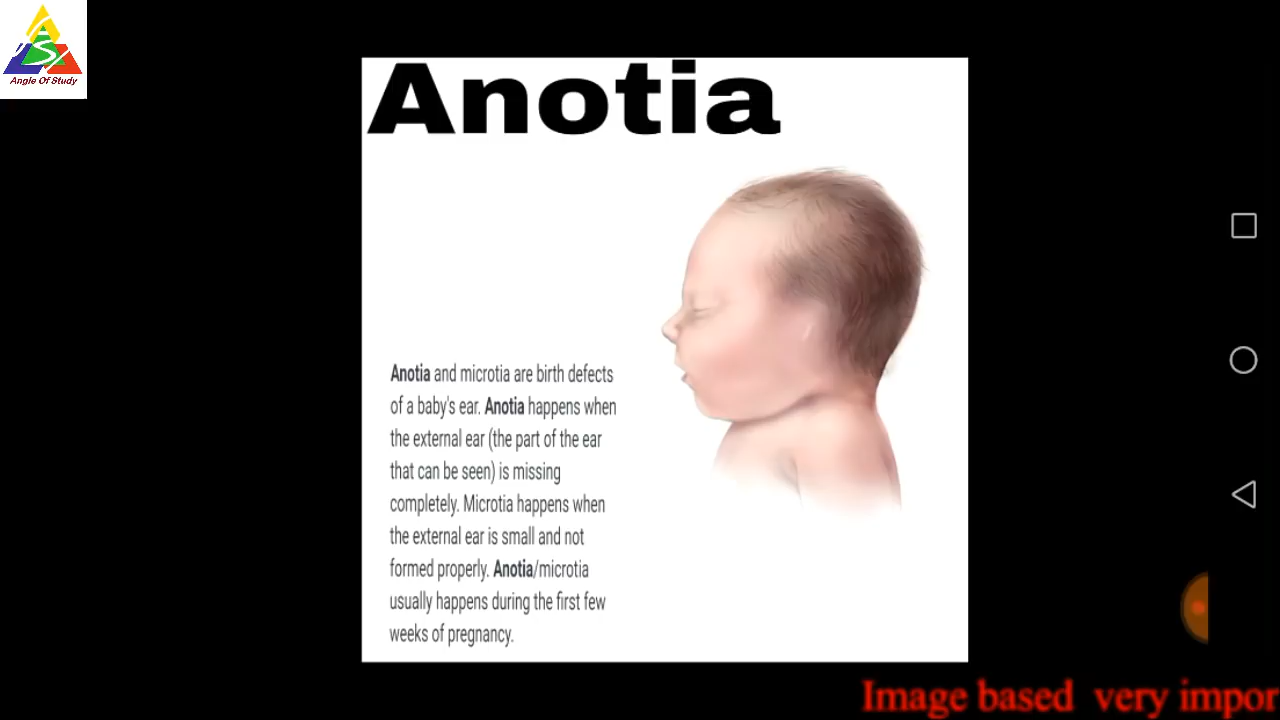 Angle Of Study
Anotia
Anotia and microtia are birth defects
of a baby's ear. Anotia happens when
the external ear (the part of the ear
that can be seen) is missing
completely. Microtia happens when
the external ear is small and not
formed properly. Anotia/microtia
usually happens during the first few
weeks of pregnancy.
Image based very impor